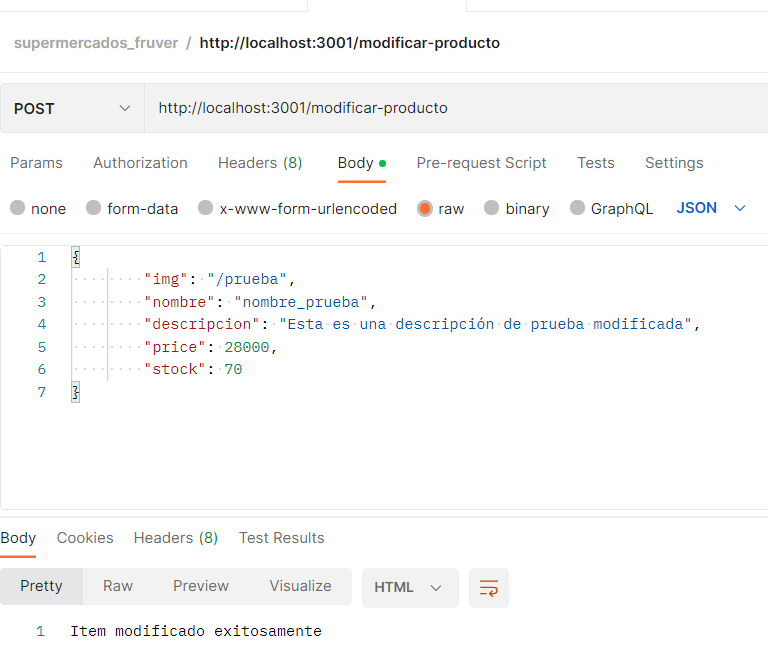 supermercados_fruver / http://localhost:3001/modificar-producto
POST http://localhost:3001/modificar-producto
Params Authorization Headers (8) Body Pre-request Script Tests Settings
none form-data x-www-form-urlencoded raw binary GraphQL JSON
1 {
2 "img": "/prueba",
3 "nombre": "nombre_prueba",
4 "descripcion": "Esta es una descripción de prueba modificada",
5 "price": 28000,
6 "stock": 70
7 }
Body Cookies Headers (8) Test Results
Pretty Raw Preview Visualize HTML
1 Item modificado exitosamente